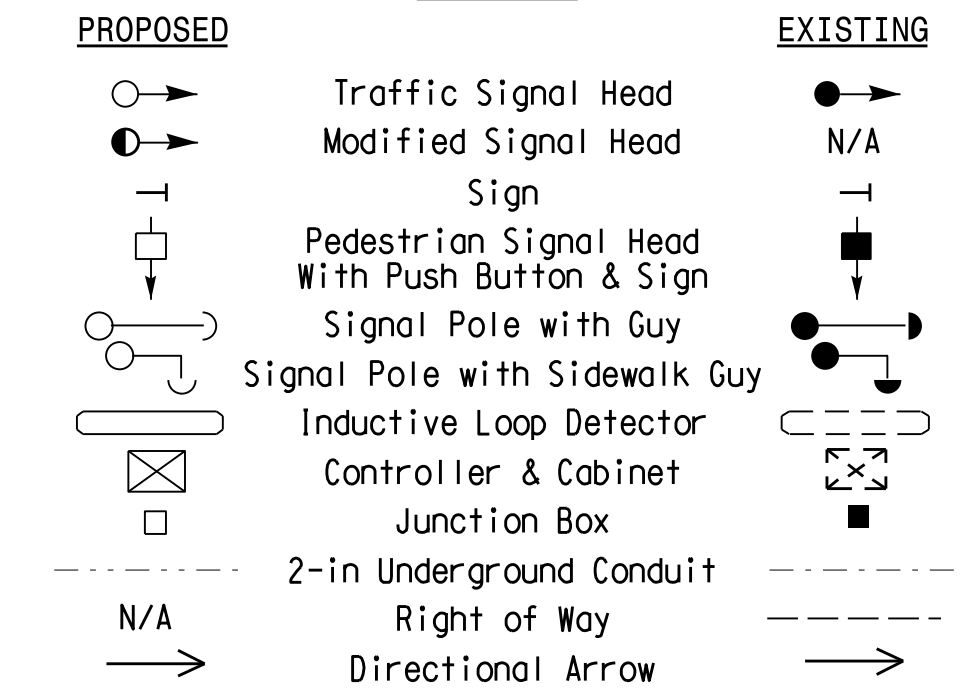 PROPOSED EXISTING
Traffic Signal Head
Modified Signal Head N/A
Sign
Pedestrian Signal Head
With Push Button & Sign
Signal Pole with Guy
Signal Pole with Sidewalk Guy
Inductive Loop Detector
Controller & Cabinet
Junction Box
2-in Underground Conduit
N/A Right of Way
Directional Arrow